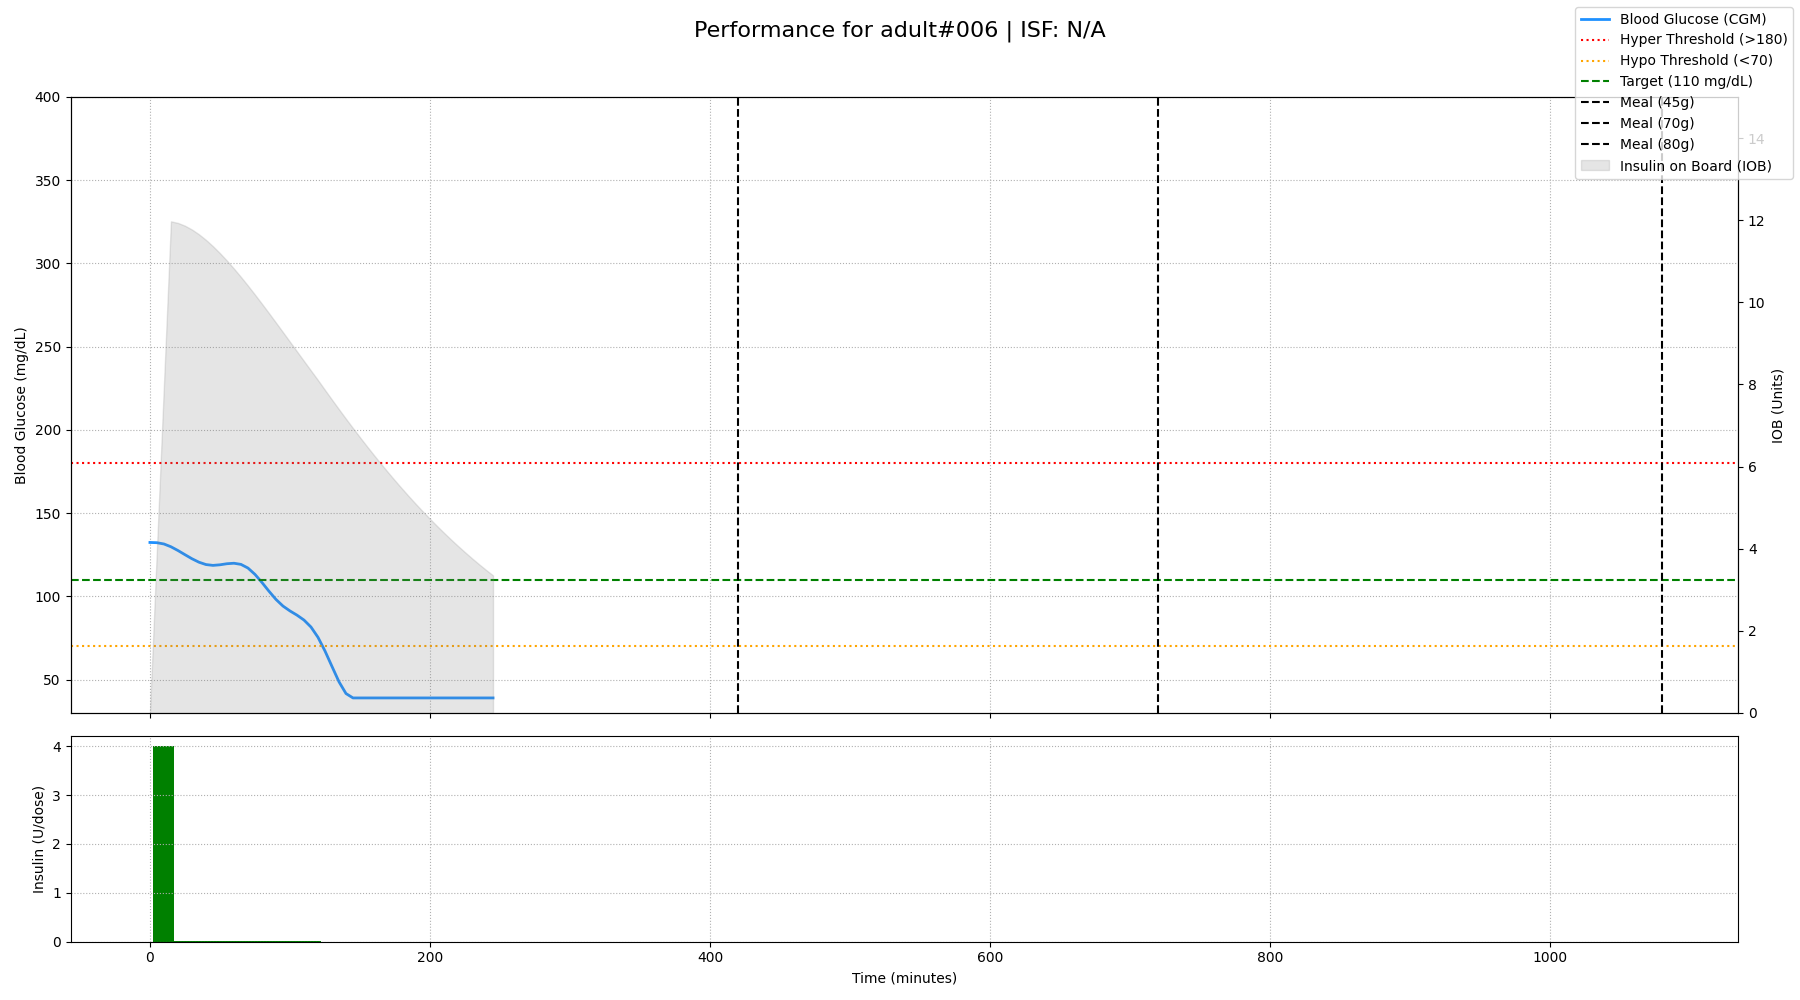 Performance for adult#006 | ISF: N/A
Blood Glucose (CGM)
Hyper Threshold (>180)
Hypo Threshold (<70)
Target (110 mg/dL)
Meal (45g)
Meal (70g)
Meal (80g)
Insulin on Board (IOB)
Blood Glucose (mg/dL)
400
350
300
250
200
150
100
50
IOB (Units)
14
12
10
8
6
4
2
0
Insulin (U/dose)
4
3
2
1
0
0
200
400
600
800
1000
Time (minutes)